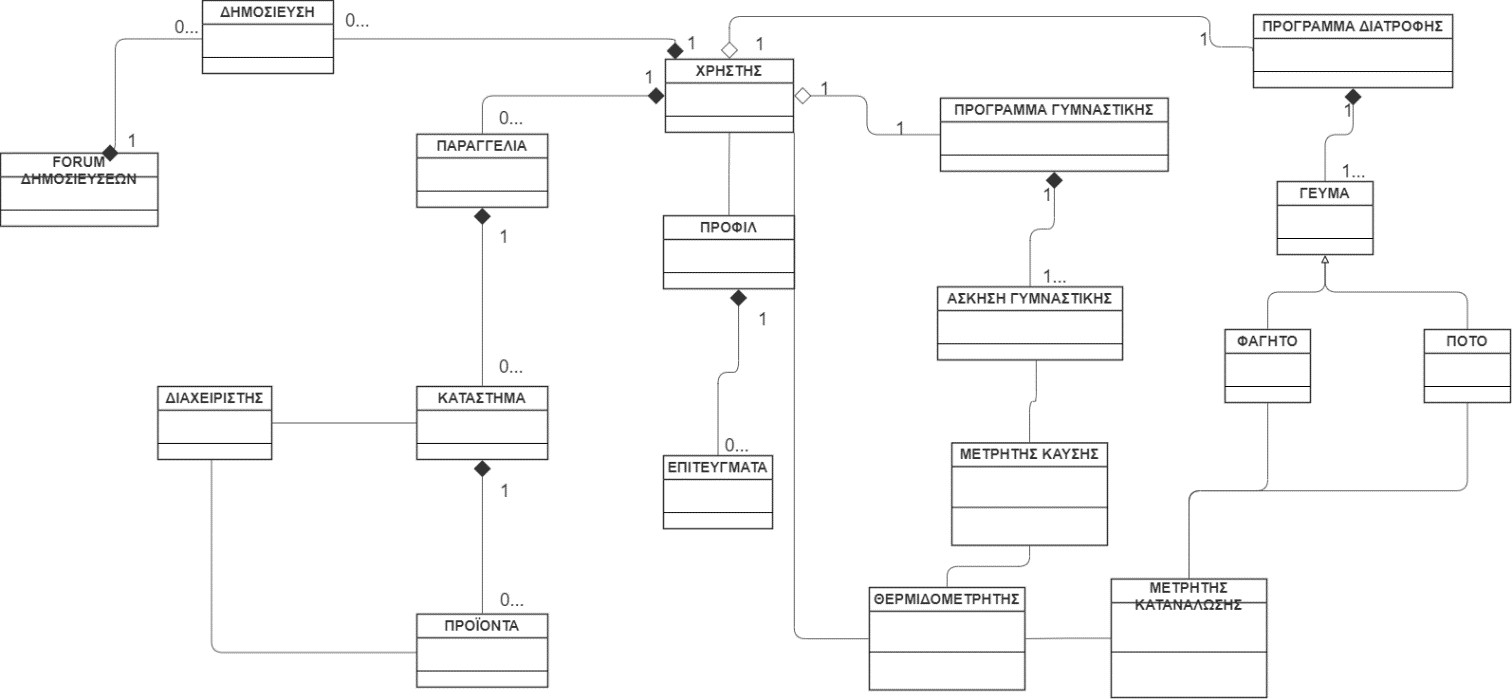 ΔΗΜΟΣΙΕΥΣΗ
0...
0...
1
1
1
ΠΡΟΓΡΑΜΜΑ ΔΙΑΤΡΟΦΗΣ
ΧΡΗΣΤΗΣ
1
1
1
1
0...
ΠΡΟΓΡΑΜΜΑ ΓΥΜΝΑΣΤΙΚΗΣ
1
1
FORUM
ΔΗΜΟΣΙΕΥΣΕΩΝ
ΠΑΡΑΓΓΕΛΙΑ
1...
ΓΕΥΜΑ
1
1
ΠΡΟΦΙΛ
1...
ΑΣΚΗΣΗ ΓΥΜΝΑΣΤΙΚΗΣ
1
ΦΑΓΗΤΟ
ΠΟΤΟ
0...
ΔΙΑΧΕΙΡΙΣΤΗΣ
ΚΑΤΑΣΤΗΜΑ
0...
ΕΠΙΤΕΥΓΜΑΤΑ
ΜΕΤΡΗΤΗΣ ΚΑΥΣΗΣ
1
0...
ΠΡΟΪΟΝΤΑ
ΘΕΡΜΙΔΟΜΕΤΡΗΤΗΣ
ΜΕΤΡΗΤΗΣ
ΚΑΤΑΝΑΛΩΣΗΣ